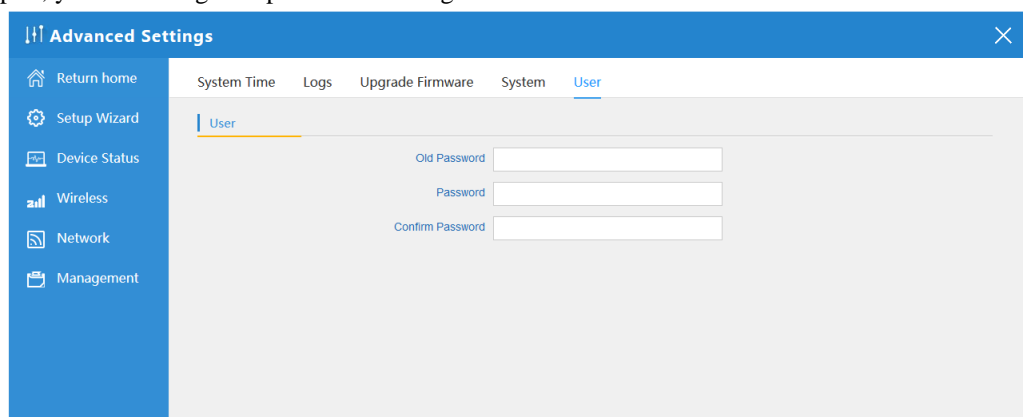 Advanced Settings
Return home
Setup Wizard
Device Status
Wireless
Network
Management
System Time Logs Upgrade Firmware System User
User
Old Password
Password
Confirm Password